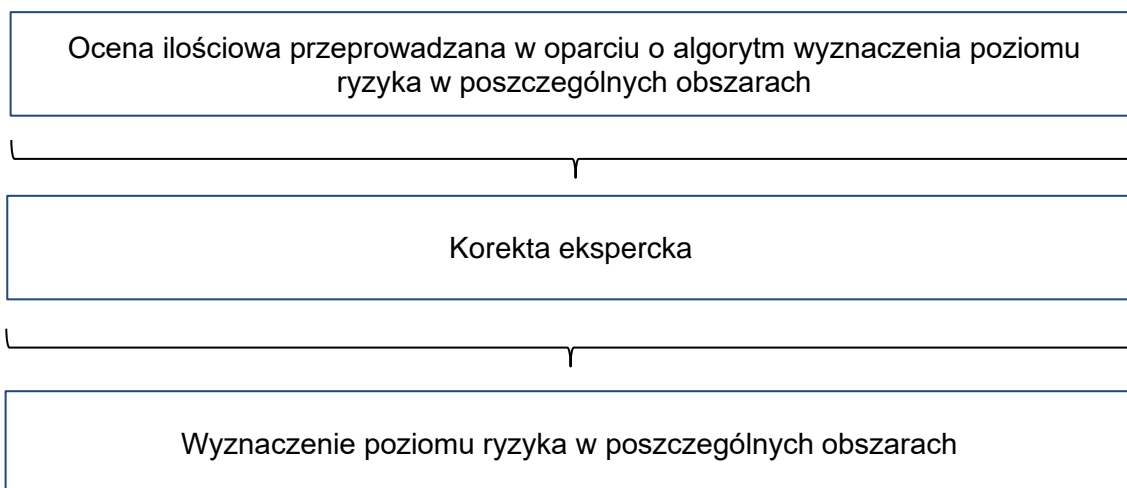 Ocena ilościowa przeprowadzana w oparciu o algorytm wyznaczenia poziomu
ryzyka w poszczególnych obszarach
Korekta ekspercka
Wyznaczenie poziomu ryzyka w poszczególnych obszarach